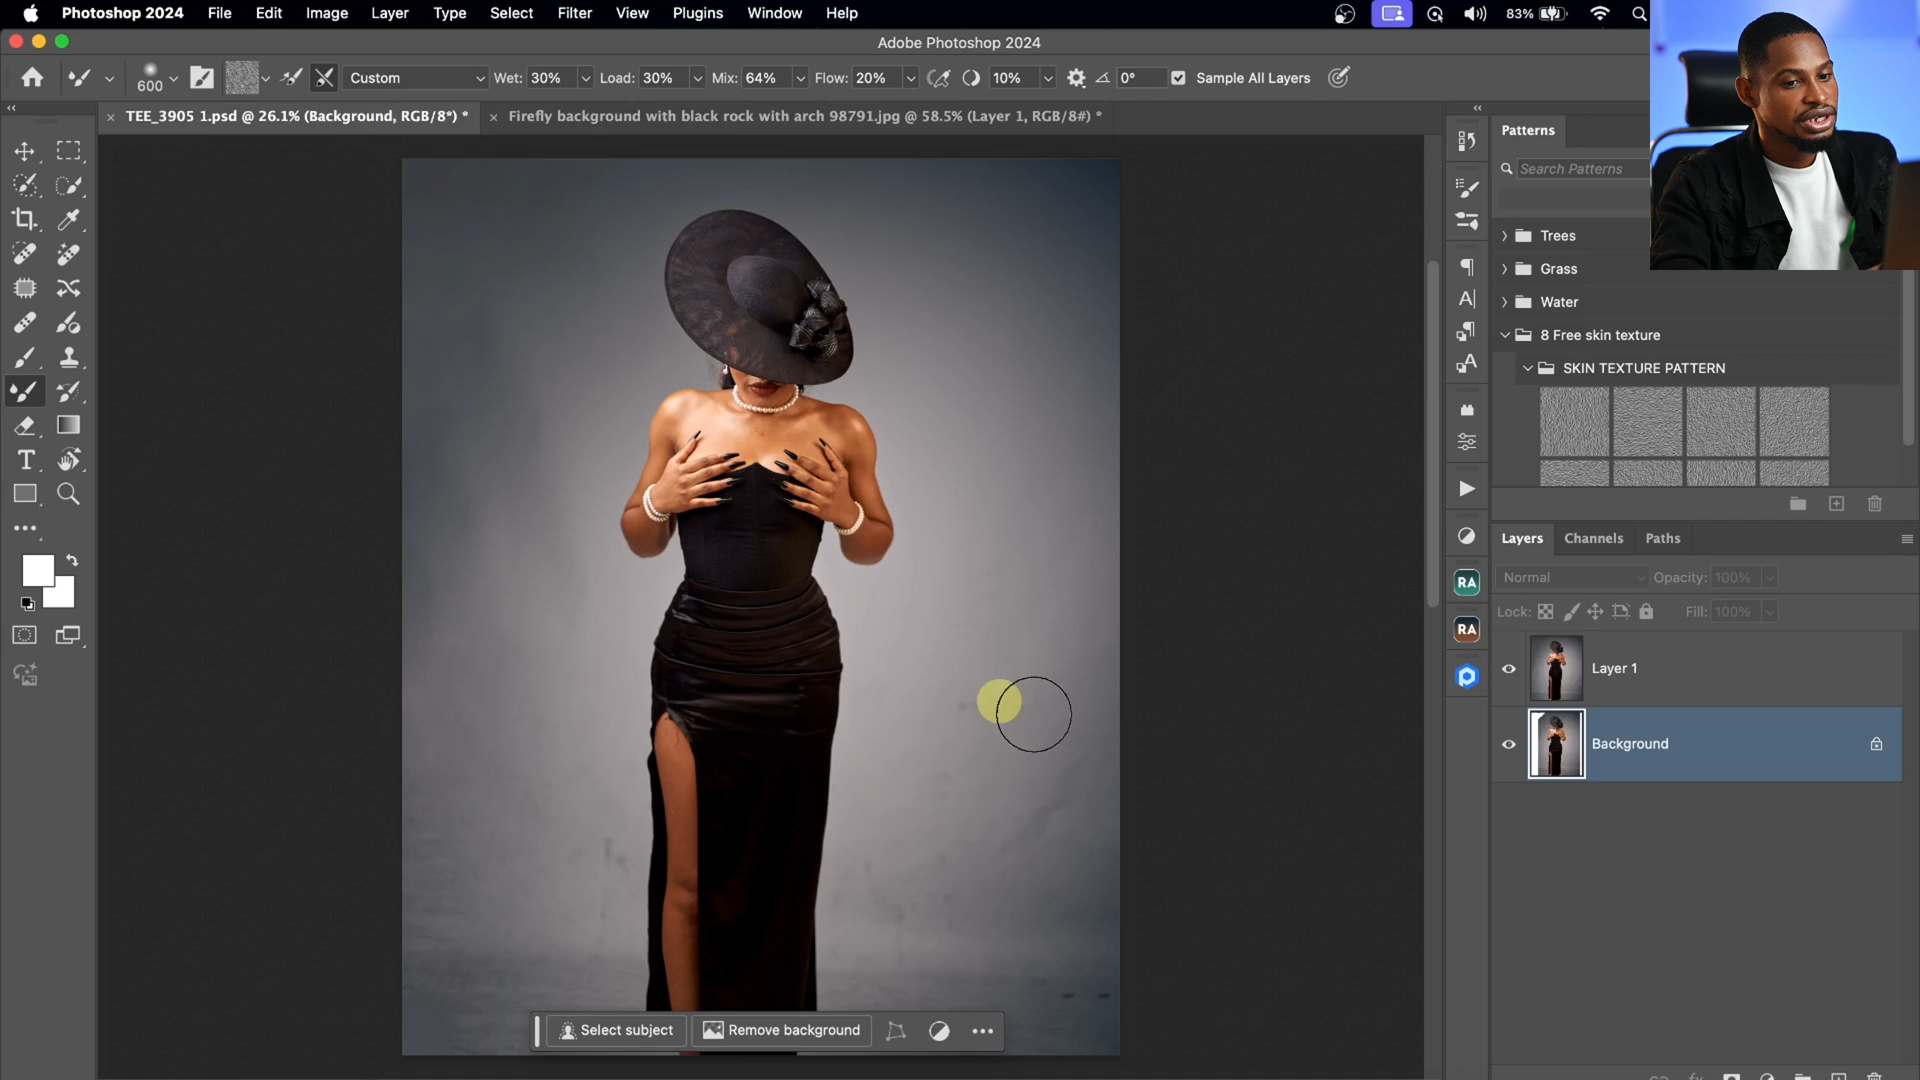 Photoshop 2024 File Edit Image Layer Type Select Filter View Plugins Window Help 83%
Adobe Photoshop 2024
600 Custom Wet: 30% Load: 30% Mix: 64% Flow: 20% 10% 0° Sample All Layers
TEE_3905 1.psd @ 26.1% (Background, RGB/8*) * Firefly background with black rock with arch 98791.jpg @ 58.5% (Layer 1, RGB/8#) *
Patterns
Search Patterns
Trees
Grass
Water
8 Free skin texture
SKIN TEXTURE PATTERN
Layers Channels Paths
Normal Opacity: 100%
Lock: Fill: 100%
RA
RA
Layer 1
Background
Select subject Remove background